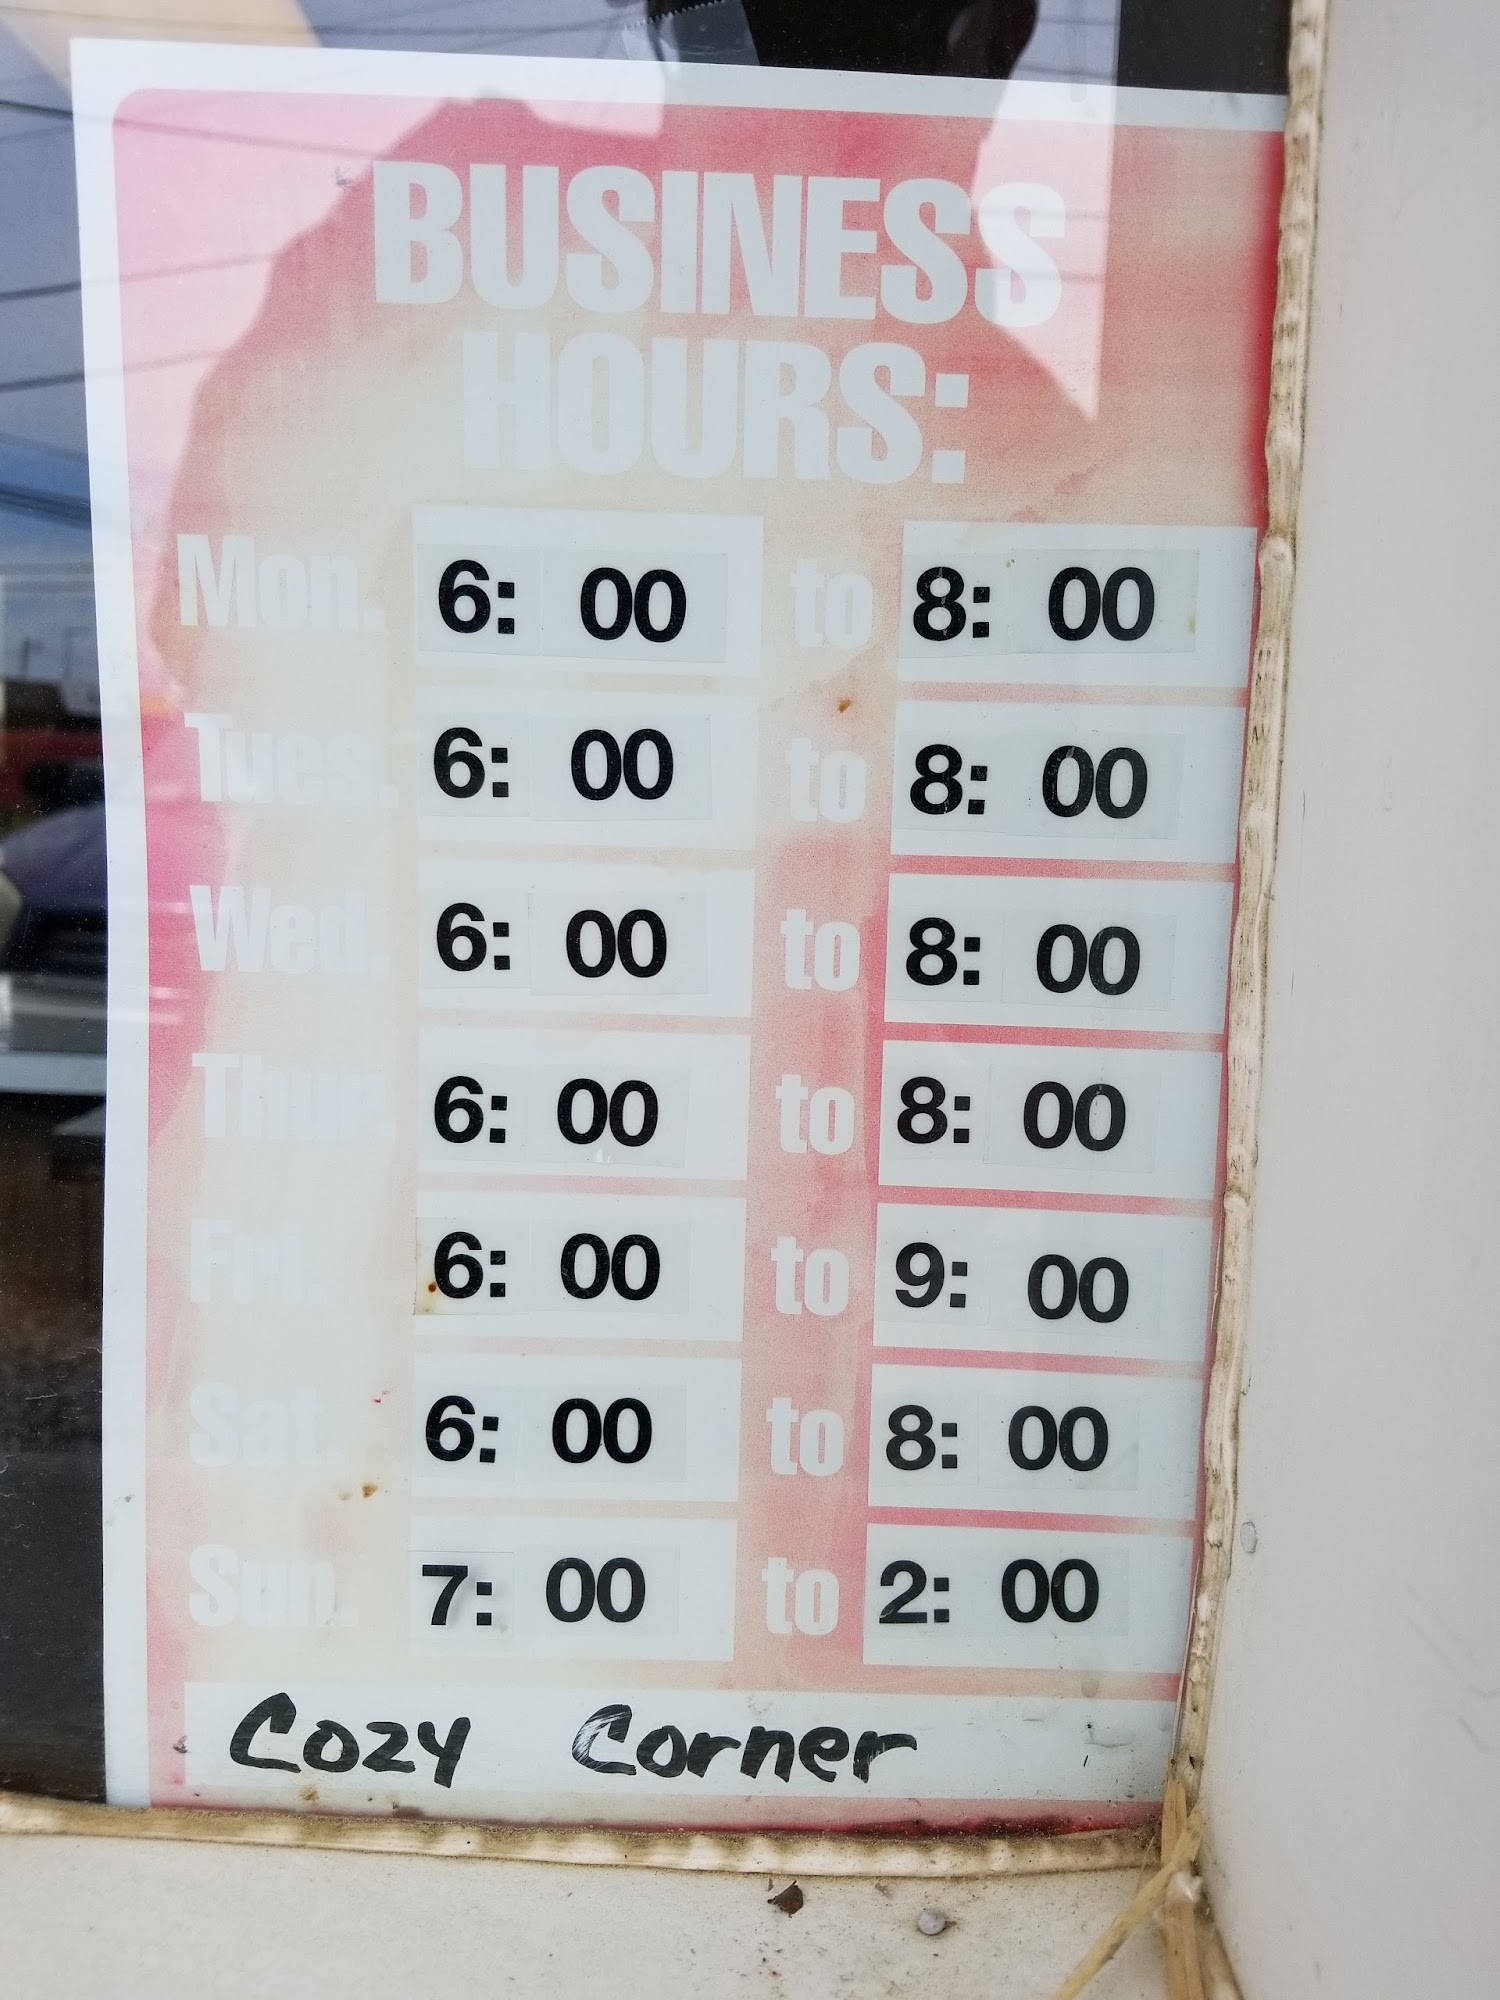 BUSINESS
HOURS:
Mon. 6: 00 to 8: 00
Tues. 6: 00 to 8: 00
Wed. 6: 00 to 8: 00
Thur. 6: 00 to 8: 00
Fri. 6: 00 to 9: 00
Sat. 6: 00 to 8: 00
Sun. 7: 00 to 2: 00
Cozy Corner